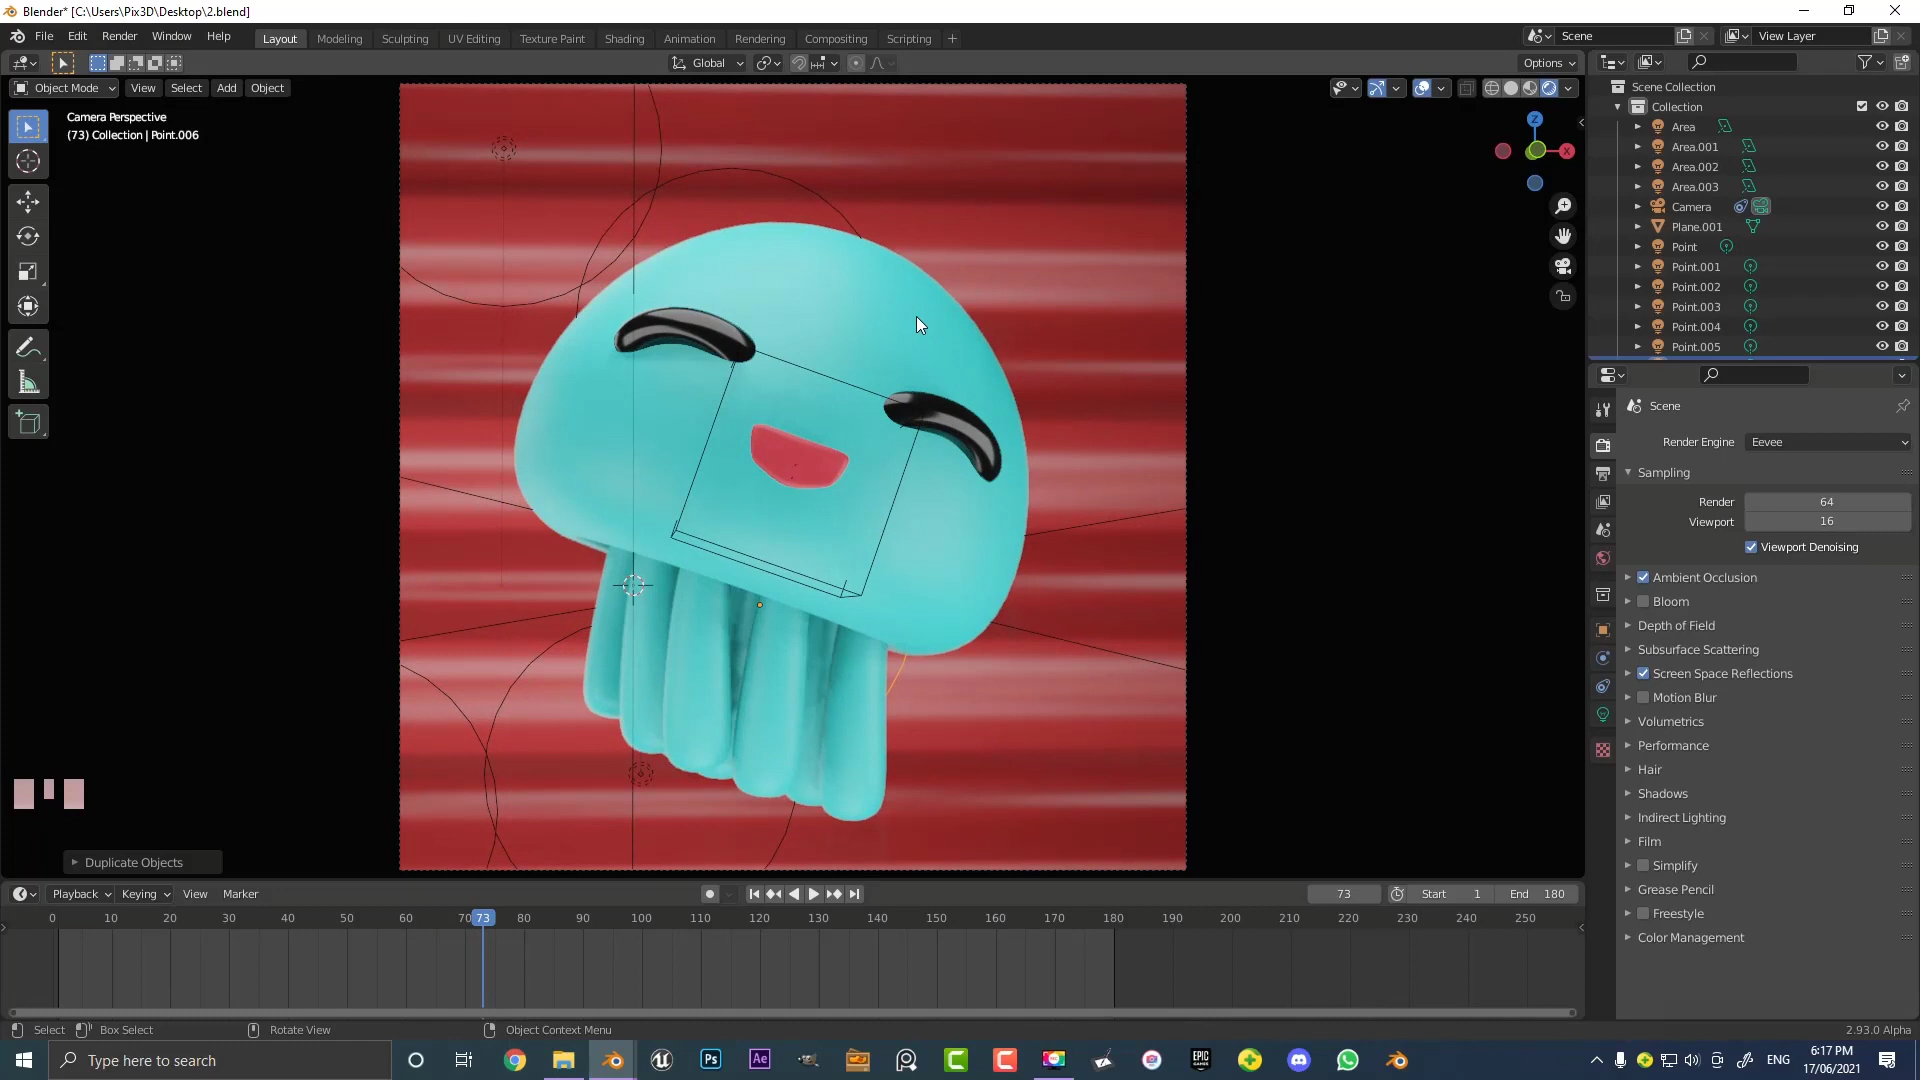 Blender* [C:\Users\Pix3D\Desktop\2.blend]
File Edit Render Window Help
Layout Modeling Sculpting UV Editing Texture Paint Shading Animation Rendering Compositing Scripting +
Scene View Layer
Global Options
Object Mode View Select Add Object
Camera Perspective
(73) Collection | Point.006
Z
X
Scene Collection
Collection
Area
Area.001
Area.002
Area.003
Camera
Plane.001
Point
Point.001
Point.002
Point.003
Point.004
Point.005
Scene
Render Engine Eevee
Sampling
Render 64
Viewport 16
Viewport Denoising
Ambient Occlusion
Bloom
Depth of Field
Subsurface Scattering
Screen Space Reflections
Motion Blur
Volumetrics
Performance
Hair
Shadows
Indirect Lighting
Film
Simplify
Grease Pencil
Freestyle
Color Management
Duplicate Objects
Playback Keying View Marker
73 Start 1 End 180
0 10 20 30 40 50 60 70 73 80 90 100 110 120 130 140 150 160 170 180 190 200 210 220 230 240 250
Select Box Select Rotate View Object Context Menu
2.93.0 Alpha
Type here to search
Ps
Ae
EPIC GAMES
ENG
6:17 PM
17/06/2021